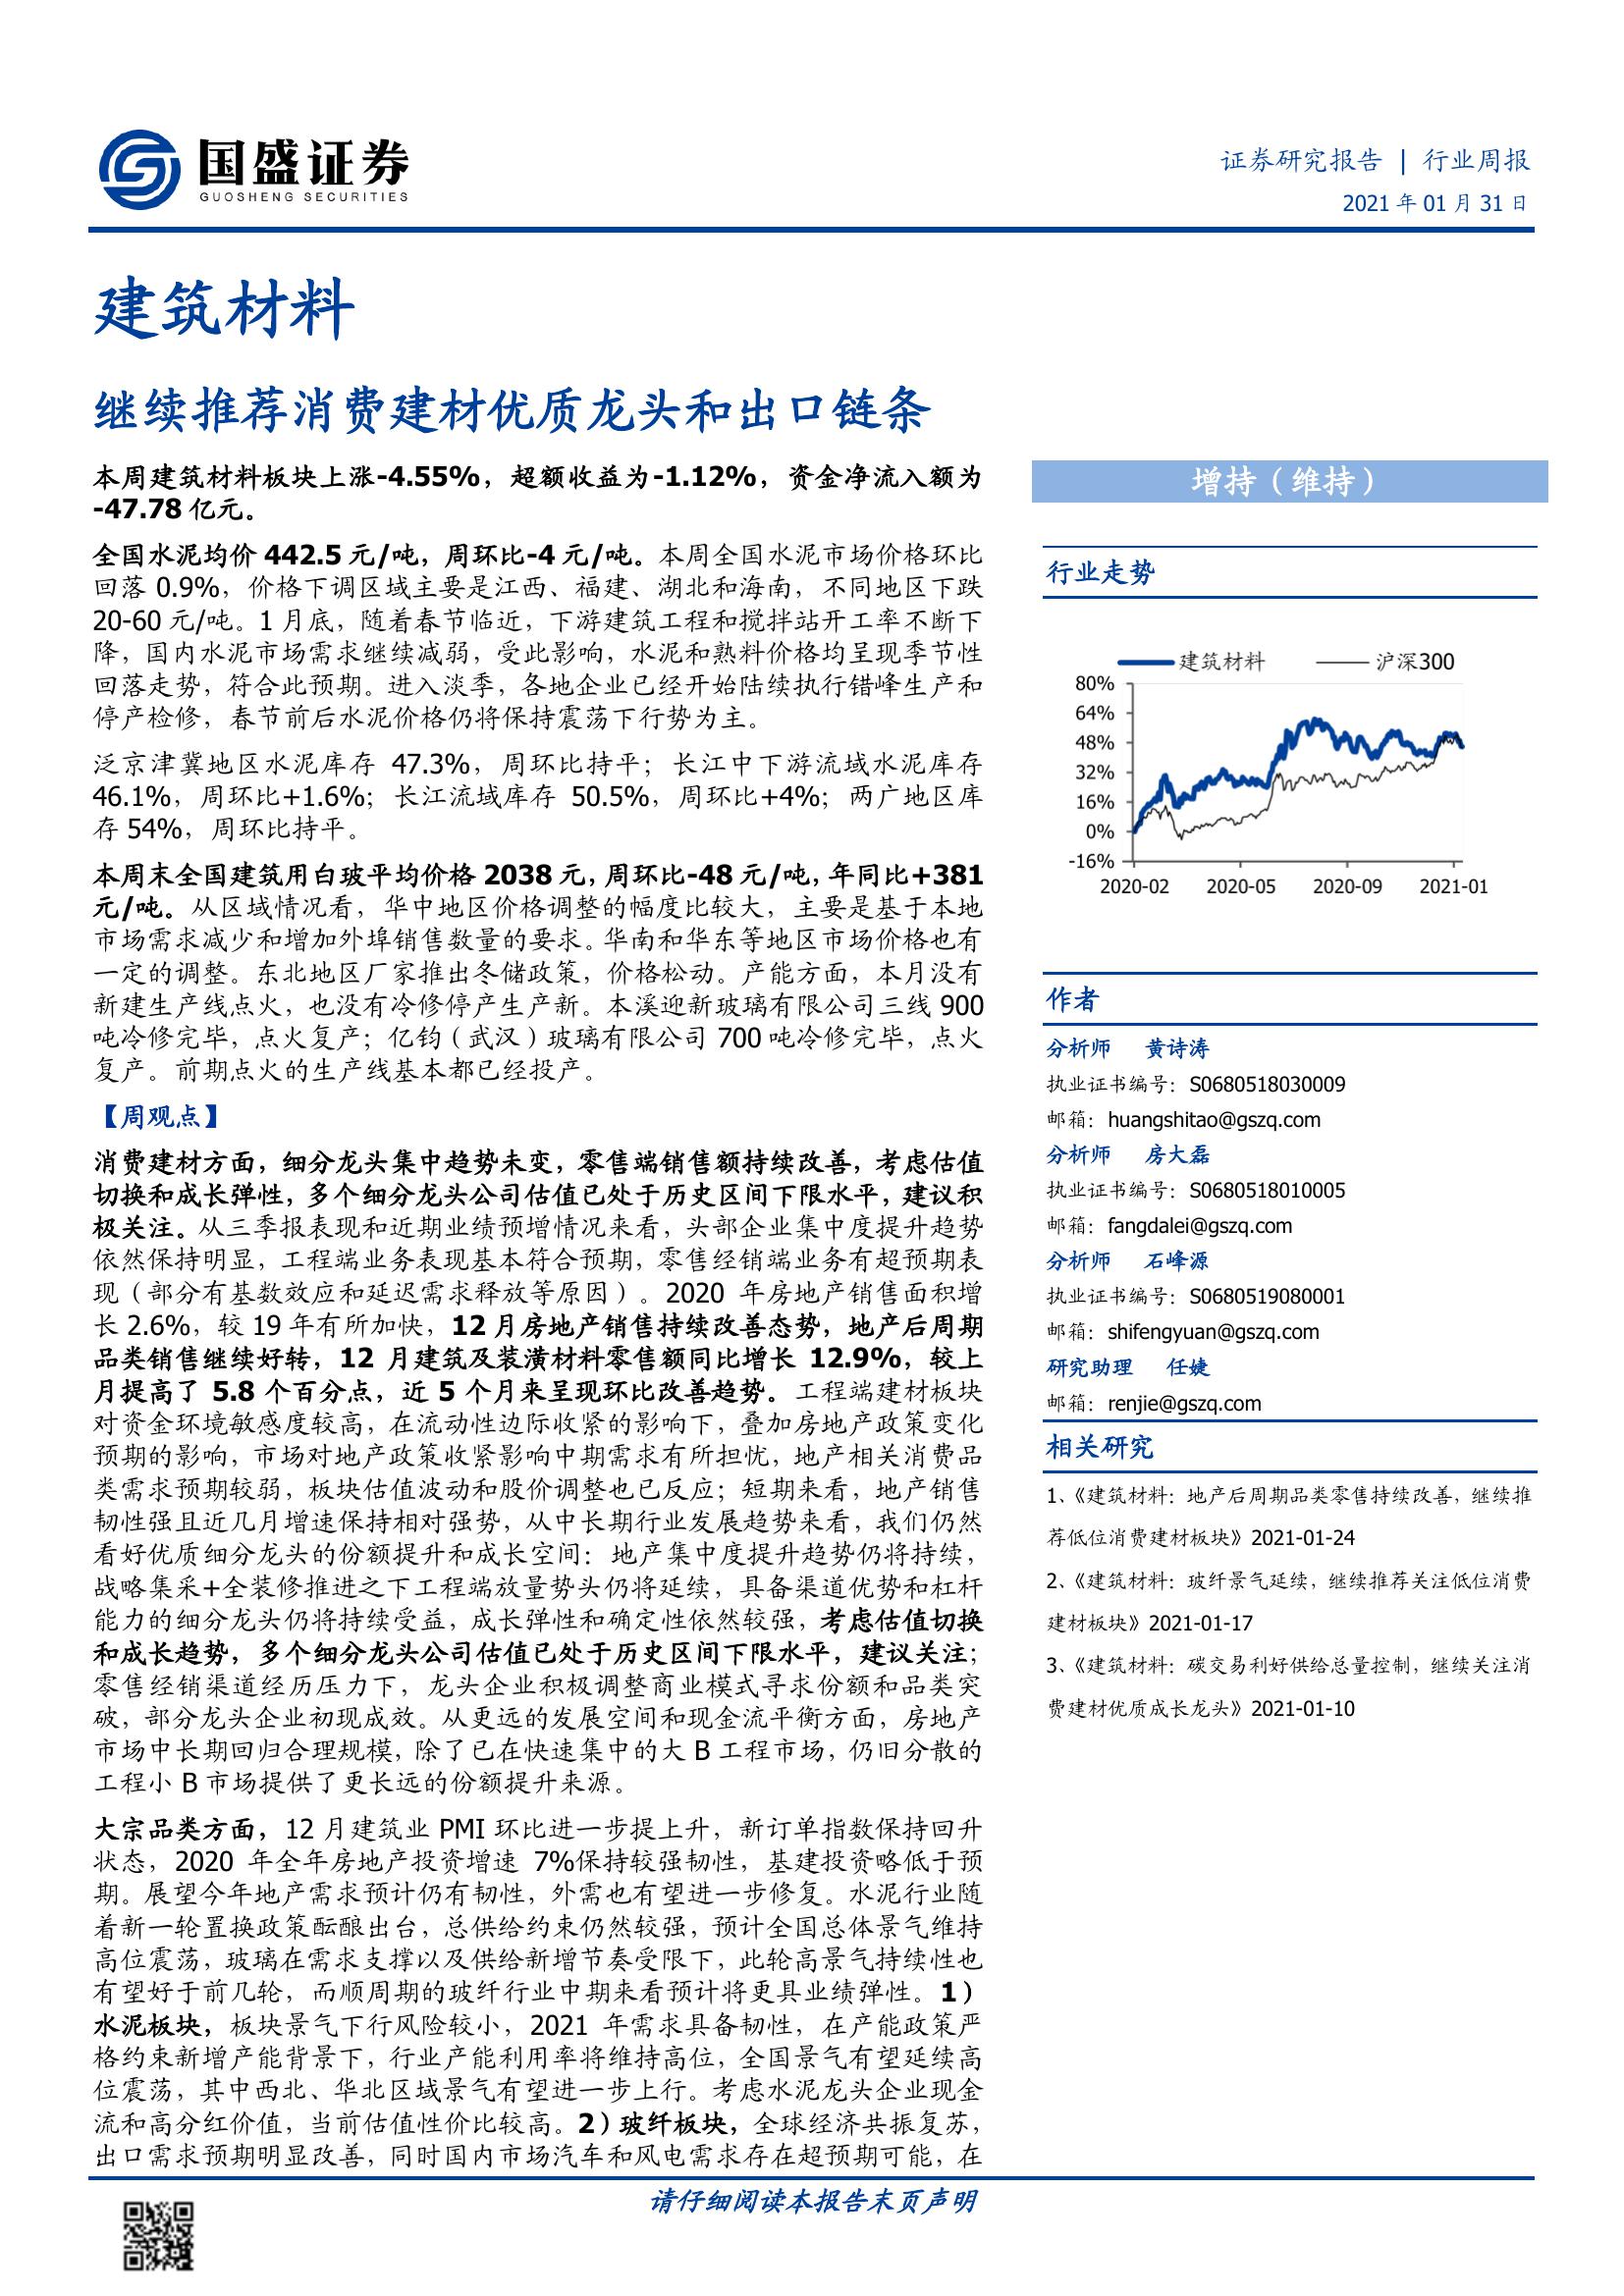 国盛证券
GUOSHENG SECURITIES
证券研究报告 | 行业周报
2021 年 01 月 31 日
建筑材料
继续推荐消费建材优质龙头和出口链条
本周建筑材料板块上涨-4.55%，超额收益为-1.12%，资金净流入额为
-47.78 亿元。
全国水泥均价 442.5 元/吨，周环比-4 元/吨。本周全国水泥市场价格环比
回落 0.9%，价格下调区域主要是江西、福建、湖北和海南，不同地区下跌
20-60 元/吨。1 月底，随着春节临近，下游建筑工程和搅拌站开工率不断下
降，国内水泥市场需求继续减弱，受此影响，水泥和熟料价格均呈现季节性
回落走势，符合此预期。进入淡季，各地企业已经开始陆续执行错峰生产和
停产检修，春节前后水泥价格仍将保持震荡下行势为主。
泛京津冀地区水泥库存 47.3%，周环比持平；长江中下游流域水泥库存
46.1%，周环比+1.6%；长江流域库存 50.5%，周环比+4%；两广地区库
存 54%，周环比持平。
本周末全国建筑用白玻平均价格 2038 元，周环比-48 元/吨，年同比+381
元/吨。从区域情况看，华中地区价格调整的幅度比较大，主要是基于本地
市场需求减少和增加外埠销售数量的要求。华南和华东等地区市场价格也有
一定的调整。东北地区厂家推出冬储政策，价格松动。产能方面，本月没有
新建生产线点火，也没有冷修停产生产新。本溪迎新玻璃有限公司三线 900
吨冷修完毕，点火复产；亿钧（武汉）玻璃有限公司 700 吨冷修完毕，点火
复产。前期点火的生产线基本都已经投产。
【周观点】
消费建材方面，细分龙头集中趋势未变，零售端销售额持续改善，考虑估值
切换和成长弹性，多个细分龙头公司估值已处于历史区间下限水平，建议积
极关注。从三季报表现和近期业绩预增情况来看，头部企业集中度提升趋势
依然保持明显，工程端业务表现基本符合预期，零售经销端业务有超预期表
现（部分有基数效应和延迟需求释放等原因）。2020 年房地产销售面积增
长 2.6%，较 19 年有所加快，12 月房地产销售持续改善态势，地产后周期
品类销售继续好转，12 月建筑及装潢材料零售额同比增长 12.9%，较上
月提高了 5.8 个百分点，近 5 个月来呈现环比改善趋势。工程端建材板块
对资金环境敏感度较高，在流动性边际收紧的影响下，叠加房地产政策变化
预期的影响，市场对地产政策收紧影响中期需求有所担忧，地产相关消费品
类需求预期较弱，板块估值波动和股价调整也已反应；短期来看，地产销售
韧性强且近几月增速保持相对强势，从中长期行业发展趋势来看，我们仍然
看好优质细分龙头的份额提升和成长空间：地产集中度提升趋势仍将持续，
战略集采+全装修推进之下工程端放量势头仍将延续，具备渠道优势和杠杆
能力的细分龙头仍将持续受益，成长弹性和确定性依然较强，考虑估值切换
和成长趋势，多个细分龙头公司估值已处于历史区间下限水平，建议关注；
零售经销渠道经历压力下，龙头企业积极调整商业模式寻求份额和品类突
破，部分龙头企业初现成效。从更远的发展空间和现金流平衡方面，房地产
市场中长期回归合理规模，除了已在快速集中的大 B 工程市场，仍旧分散的
工程小 B 市场提供了更长远的份额提升来源。
大宗品类方面，12 月建筑业 PMI 环比进一步提上升，新订单指数保持回升
状态，2020 年全年房地产投资增速 7%保持较强韧性，基建投资略低于预
期。展望今年地产需求预计仍有韧性，外需也有望进一步修复。水泥行业随
着新一轮置换政策酝酿出台，总供给约束仍然较强，预计全国总体景气维持
高位震荡，玻璃在需求支撑以及供给新增节奏受限下，此轮高景气持续性也
有望好于前几轮，而顺周期的玻纤行业中期来看预计将更具业绩弹性。1）
水泥板块，板块景气下行风险较小，2021 年需求具备韧性，在产能政策严
格约束新增产能背景下，行业产能利用率将维持高位，全国景气有望延续高
位震荡，其中西北、华北区域景气有望进一步上行。考虑水泥龙头企业现金
流和高分红价值，当前估值性价比较高。2）玻纤板块，全球经济共振复苏，
出口需求预期明显改善，同时国内市场汽车和风电需求存在超预期可能，在
增持（维持）
行业走势
建筑材料 沪深300
80%
64%
48%
32%
16%
0%
-16%
2020-02 2020-05 2020-09 2021-01
作者
分析师 黄诗涛
执业证书编号：S0680518030009
邮箱：huangshitao@gszq.com
分析师 房大磊
执业证书编号：S0680518010005
邮箱：fangdalei@gszq.com
分析师 石峰源
执业证书编号：S0680519080001
邮箱：shifengyuan@gszq.com
研究助理 任婕
邮箱：renjie@gszq.com
相关研究
1、《建筑材料：地产后周期品类零售持续改善，继续推
荐低位消费建材板块》2021-01-24
2、《建筑材料：玻纤景气延续，继续推荐关注低位消费
建材板块》2021-01-17
3、《建筑材料：碳交易利好供给总量控制，继续关注消
费建材优质成长龙头》2021-01-10
请仔细阅读本报告末页声明